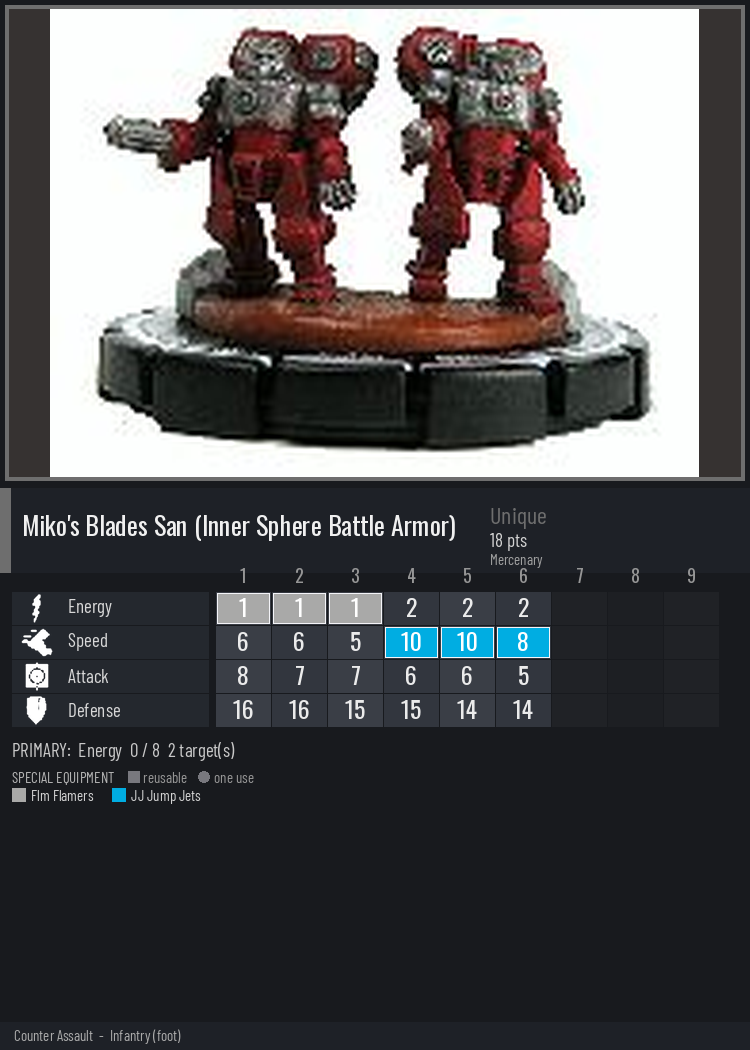 Miko's Blades San (Inner Sphere Battle Armor)
Unique
18 pts
Mercenary
1 2 3 4 5 6 7 8 9
Energy 1 1 1 2 2 2
Speed 6 6 5 10 10 8
Attack 8 7 7 6 6 5
Defense 16 16 15 15 14 14
PRIMARY: Energy 0 / 8 2 target(s)
SPECIAL EQUIPMENT reusable one use
Flm Flamers JJ Jump Jets
Counter Assault - Infantry (foot)